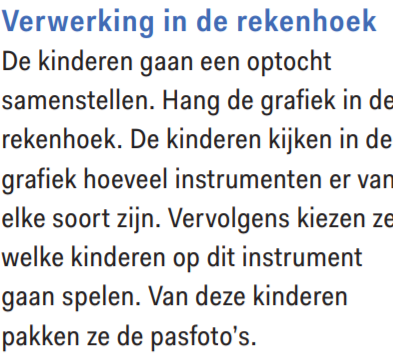 Verwerking in de rekenhoek
De kinderen gaan een optocht
samenstellen. Hang de grafiek in de
rekenhoek. De kinderen kijken in de
grafiek hoeveel instrumenten er van
elke soort zijn. Vervolgens kiezen ze
welke kinderen op dit instrument
gaan spelen. Van deze kinderen
pakken ze de pasfoto's.